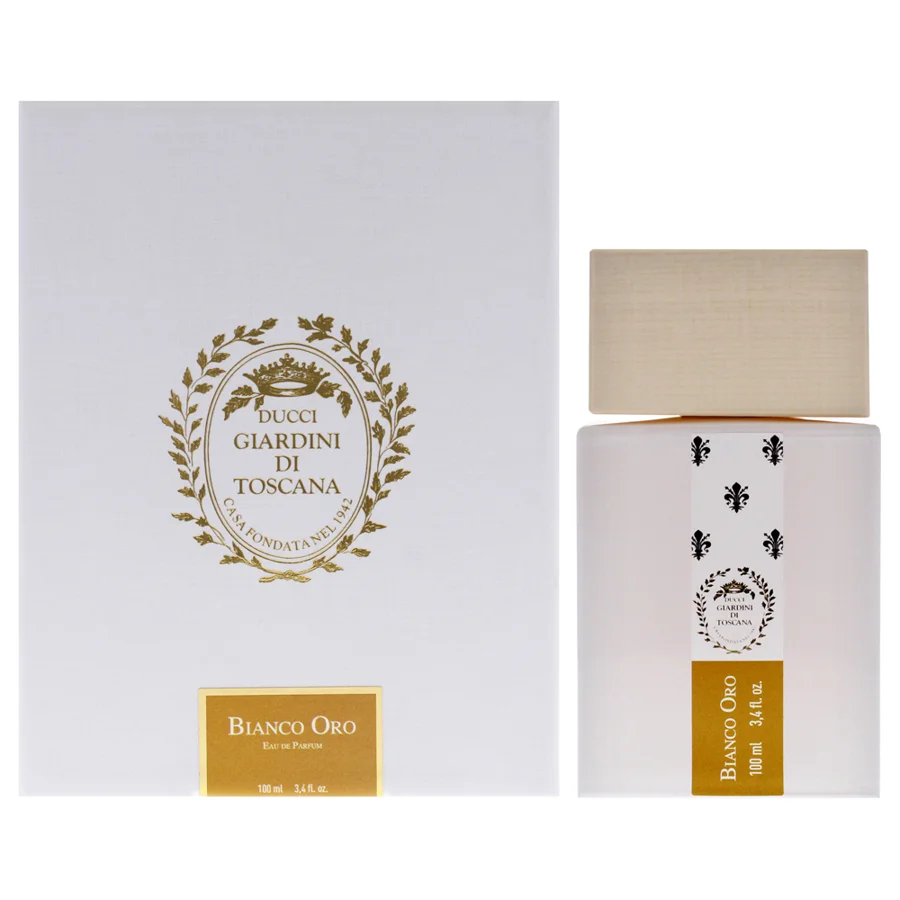 DUCCI
GIARDINI
DI
TOSCANA
CASA FONDATA NEL 1942
BIANCO ORO
EAU DE PARFUM
100 ml 3,4 fl. oz.
DUCCI
GIARDINI
DI
TOSCANA
BIANCO ORO
100 ml 3,4 fl. oz.